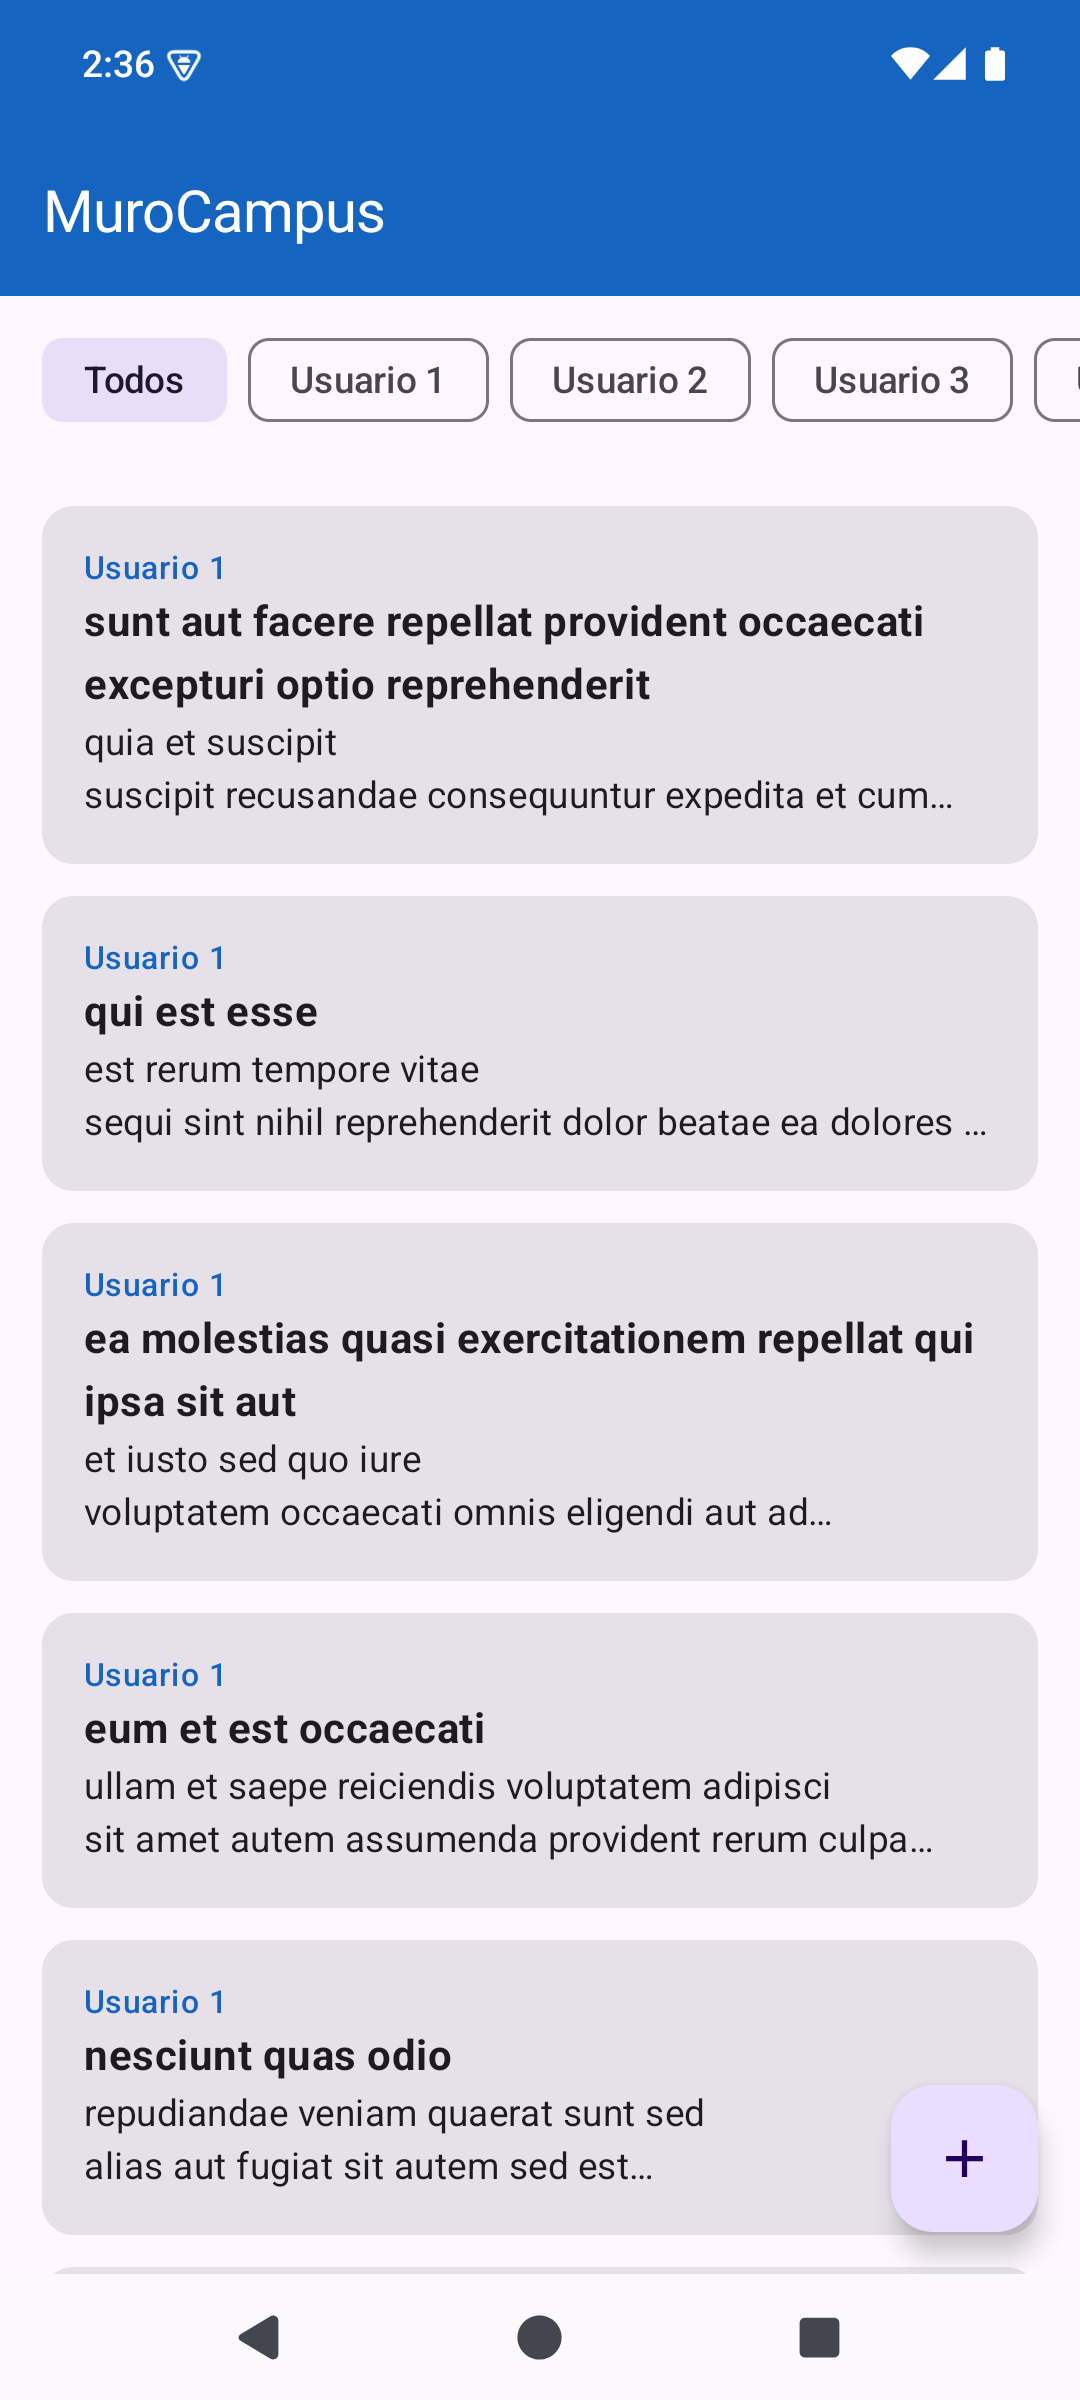 2:36
MuroCampus
Todos
Usuario 1
Usuario 2
Usuario 3
Usuario 1
sunt aut facere repellat provident occaecati
excepturi optio reprehenderit
quia et suscipit
suscipit recusandae consequuntur expedita et cum...
Usuario 1
qui est esse
est rerum tempore vitae
sequi sint nihil reprehenderit dolor beatae ea dolores ...
Usuario 1
ea molestias quasi exercitationem repellat qui
ipsa sit aut
et iusto sed quo iure
voluptatem occaecati omnis eligendi aut ad...
Usuario 1
eum et est occaecati
ullam et saepe reiciendis voluptatem adipisci
sit amet autem assumenda provident rerum culpa...
Usuario 1
nesciunt quas odio
repudiandae veniam quaerat sunt sed
alias aut fugiat sit autem sed est...